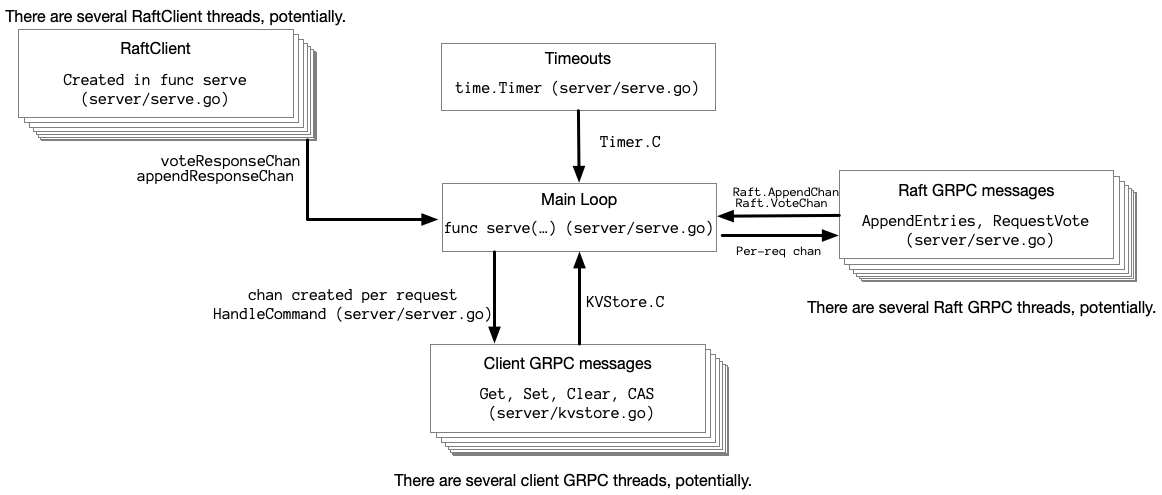 There are several RaftClient threads, potentially.
RaftClient
Created in func serve
(server/serve.go)
voteResponseChan
appendResponseChan
Timeouts
time.Timer (server/serve.go)
Timer.C
Main Loop
func serve(…) (server/serve.go)
Raft.AppendChan
Raft.VoteChan
Per-req chan
Raft GRPC messages
AppendEntries, RequestVote
(server/serve.go)
There are several Raft GRPC threads, potentially.
chan created per request
HandleCommand (server/server.go)
KVStore.C
Client GRPC messages
Get, Set, Clear, CAS
(server/kvstore.go)
There are several client GRPC threads, potentially.